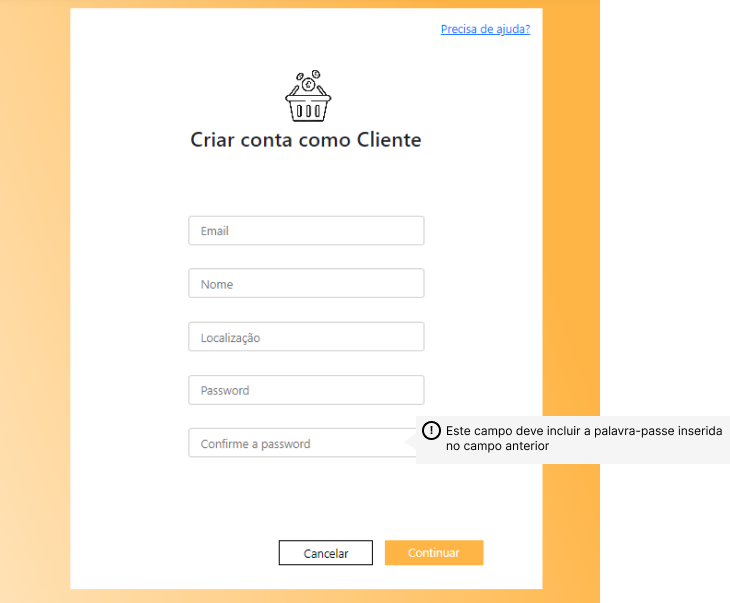 Precisa de ajuda?
Criar conta como Cliente
Email
Nome
Localização
Password
Confirme a password
! Este campo deve incluir a palavra-passe inserida
no campo anterior
Cancelar
Continuar